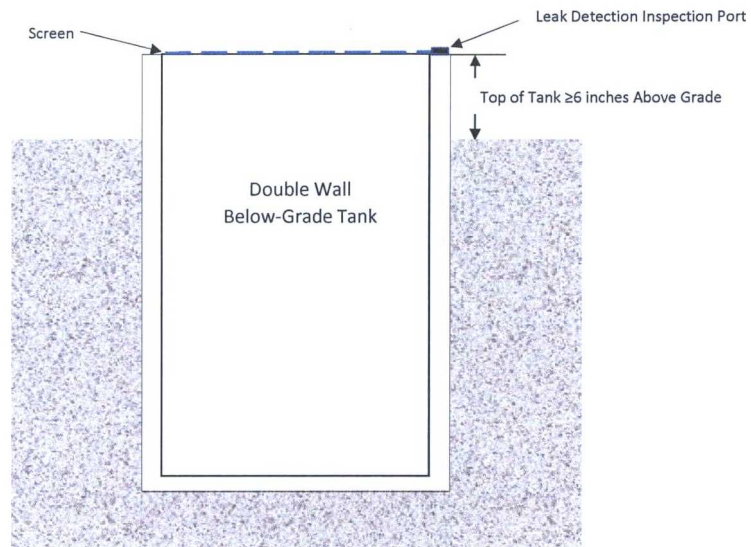 Leak Detection Inspection Port
Screen
Top of Tank ≥6 inches Above Grade
Double Wall
Below-Grade Tank